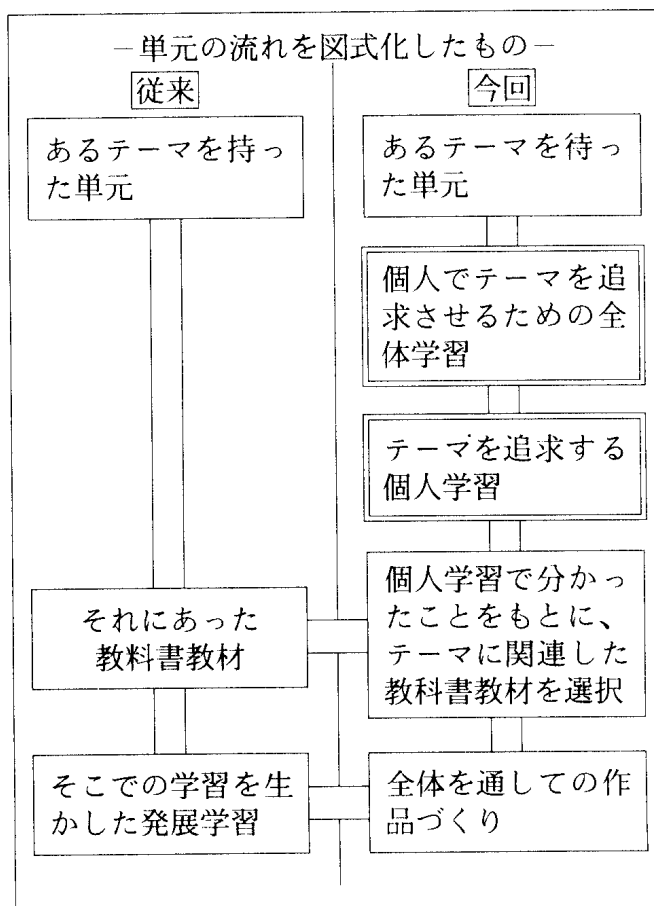 －単元の流れを図式化したもの－
従来
あるテーマを持っ
た単元
それにあった
教料書教材
そこでの学習を生
かした発展学習
今回
あるテーマを待っ
た単元
個人でテーマを追
求させるための全
体学習
テーマを追求する
個人学習
個人学習で分かっ
たことをもとに、
テーマに関連した
教科書教材を選択
全体を通しての作
品づくり